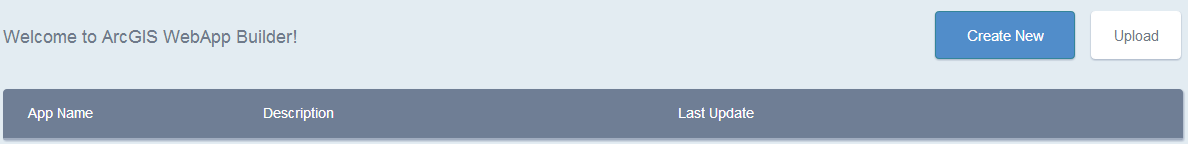 Welcome to ArcGIS WebApp Builder!
Create New
Upload
App Name Description Last Update